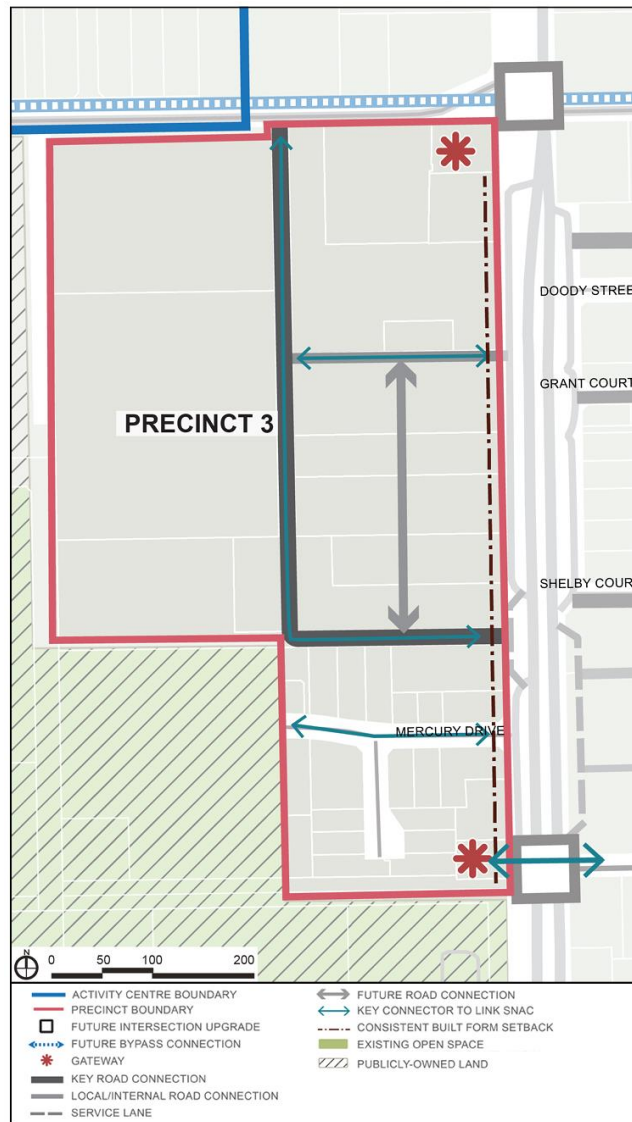 DOODY STREE
GRANT COURT
PRECINCT 3
SHELBY COUR
MERCURY DRIVE
N
0 50 100 200
ACTIVITY CENTRE BOUNDARY
PRECINCT BOUNDARY
FUTURE INTERSECTION UPGRADE
FUTURE BYPASS CONNECTION
GATEWAY
KEY ROAD CONNECTION
LOCAL/INTERNAL ROAD CONNECTION
SERVICE LANE
FUTURE ROAD CONNECTION
KEY CONNECTOR TO LINK SNAC
CONSISTENT BUILT FORM SETBACK
EXISTING OPEN SPACE
PUBLICLY-OWNED LAND